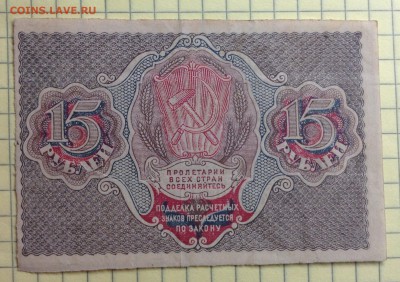 COINS.LAVE.RU
15
РУБЛЕЙ
15
РУБЛЕЙ
ПРОЛЕТАРИИ
ВСЕХ СТРАН
СОЕДИНЯЙТЕСЬ
ПОДДЕЛКА РАСЧЕТНЫХ
ЗНАКОВ ПРЕСЛЕДУЕТСЯ
ПО ЗАКОНУ